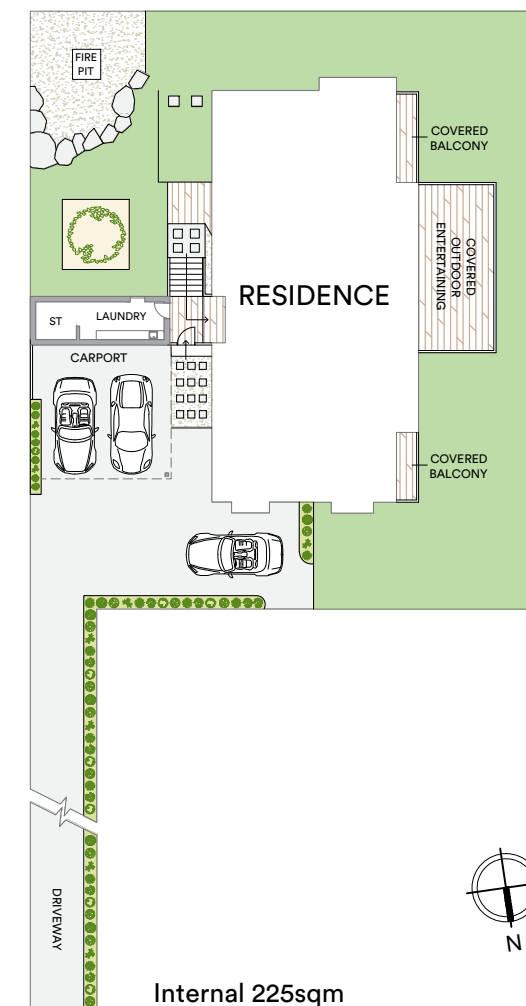 FIRE
PIT
COVERED
BALCONY
COVERED
OUTDOOR
ENTERTAINING
RESIDENCE
ST
LAUNDRY
CARPORT
COVERED
BALCONY
DRIVEWAY
N
Internal 225sqm